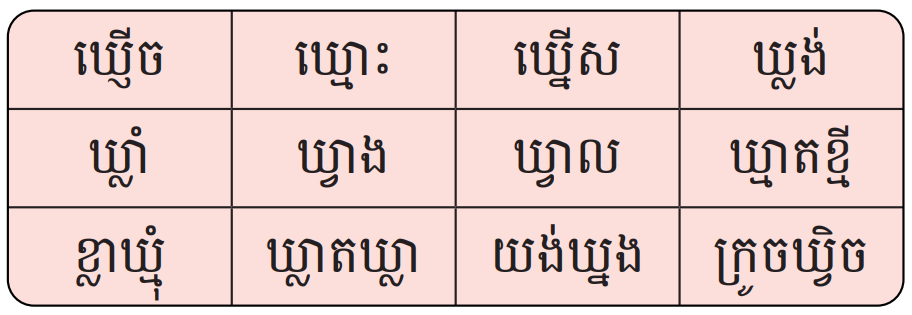 ឃ្ញើច ឃ្មោះ ឃ្នើស ឃ្លង់
ឃ្លាំ ឃ្វាង ឃ្វាល ឃ្មាតខ្មី
ខ្លាឃ្មុំ ឃ្លាតឃ្លា យង់ឃ្នង ក្រូចឃ្វិច